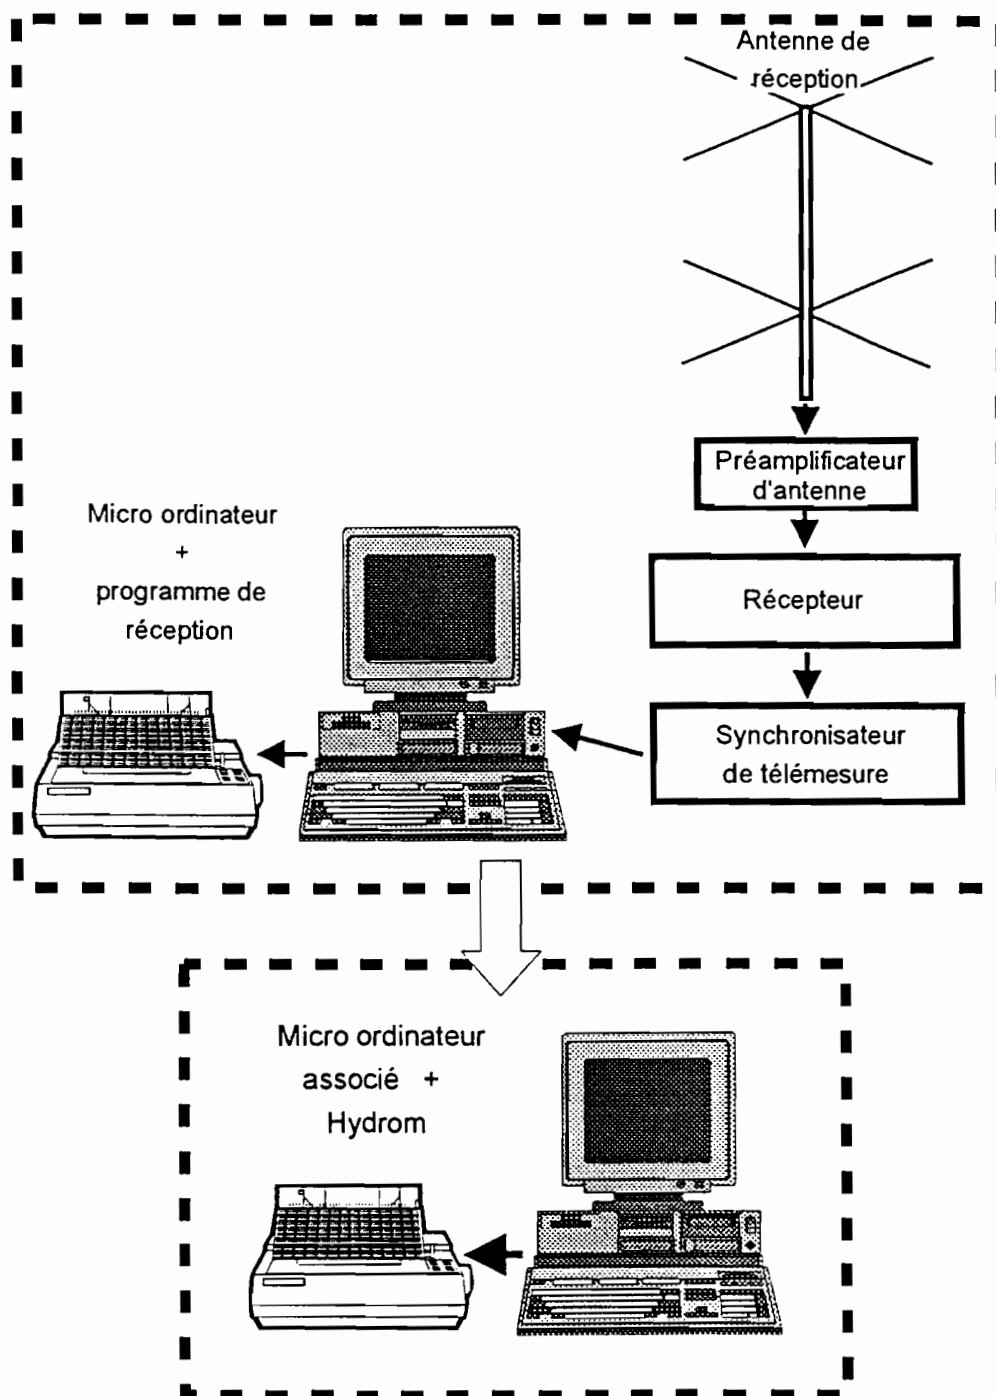 Antenne de
réception
Préamplificateur
d'antenne
Récepteur
Synchronisateur
de télémesure
Micro ordinateur
+
programme de
réception
Micro ordinateur
associé +
Hydrom